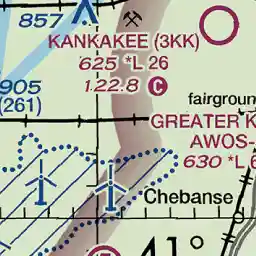 857
KANKAKEE (3KK)
625 *L 26
122.8 C
905
(261)
fairgroun
GREATER K
AWOS-
630 *L 6
Chebanse
41°